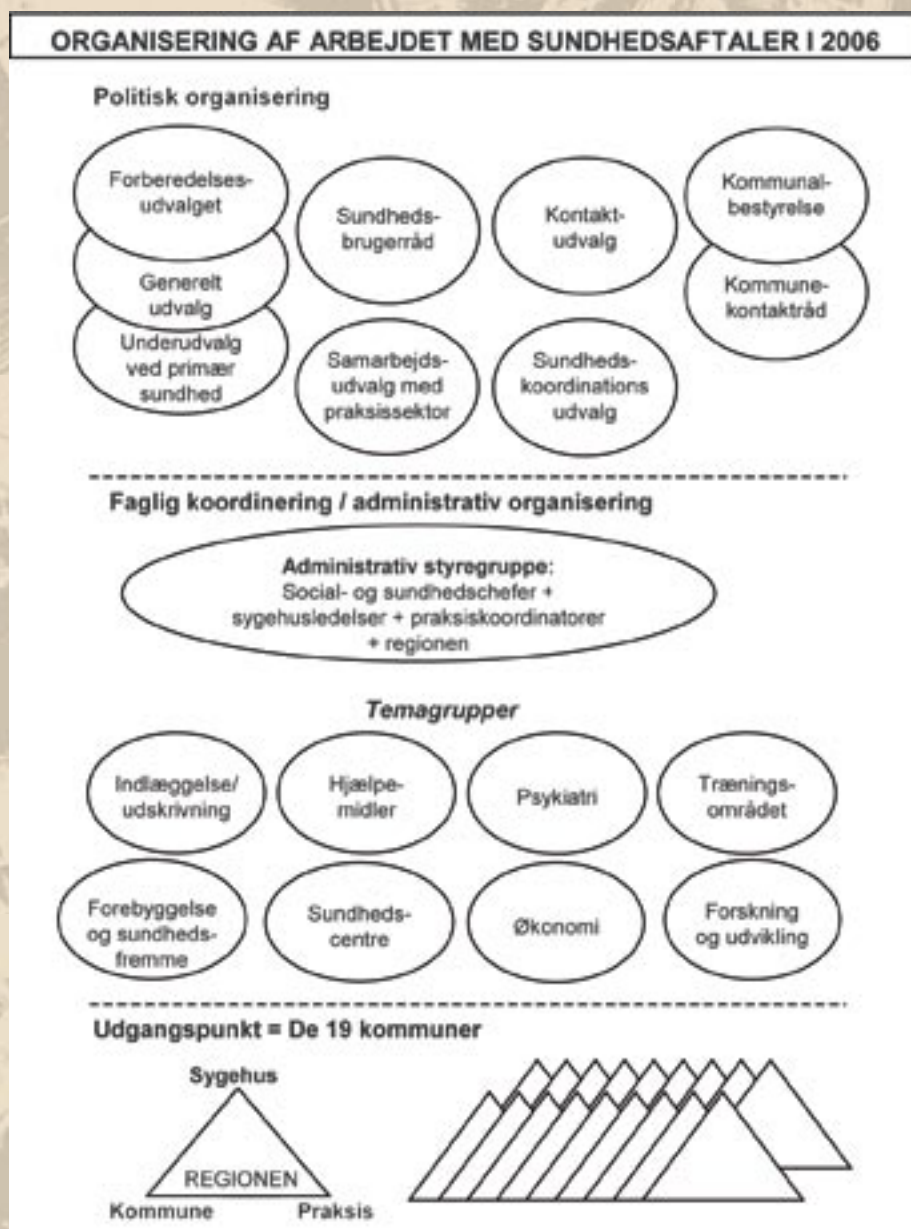 ORGANISERING AF ARBEJDET MED SUNDHEDSAFTALER I 2006
Politisk organisering
Forberedelses-
udvalget
Generelt
udvalg
Underudvalg
ved primær
sundhed
Sundheds-
brugerråd
Samarbejds-
udvalg med
praksissektor
Kontakt-
udvalg
Sundheds-
koordinations
udvalg
Kommunal-
bestyrelse
Kommune-
kontaktråd
Faglig koordinering / administrativ organisering
Administrativ styregruppe:
Social- og sundhedschefer +
sygehusledelser + praksiskoordinatorer
+ regionen
Temagrupper
Indlæggelse/
udskrivning
Hjælpe-
midler
Psykiatri
Trænings-
området
Forebyggelse
og sundheds-
fremme
Sundheds-
centre
Økonomi
Forskning
og udvikling
Udgangspunkt = De 19 kommuner
Sygehus
REGIONEN
Kommune
Praksis